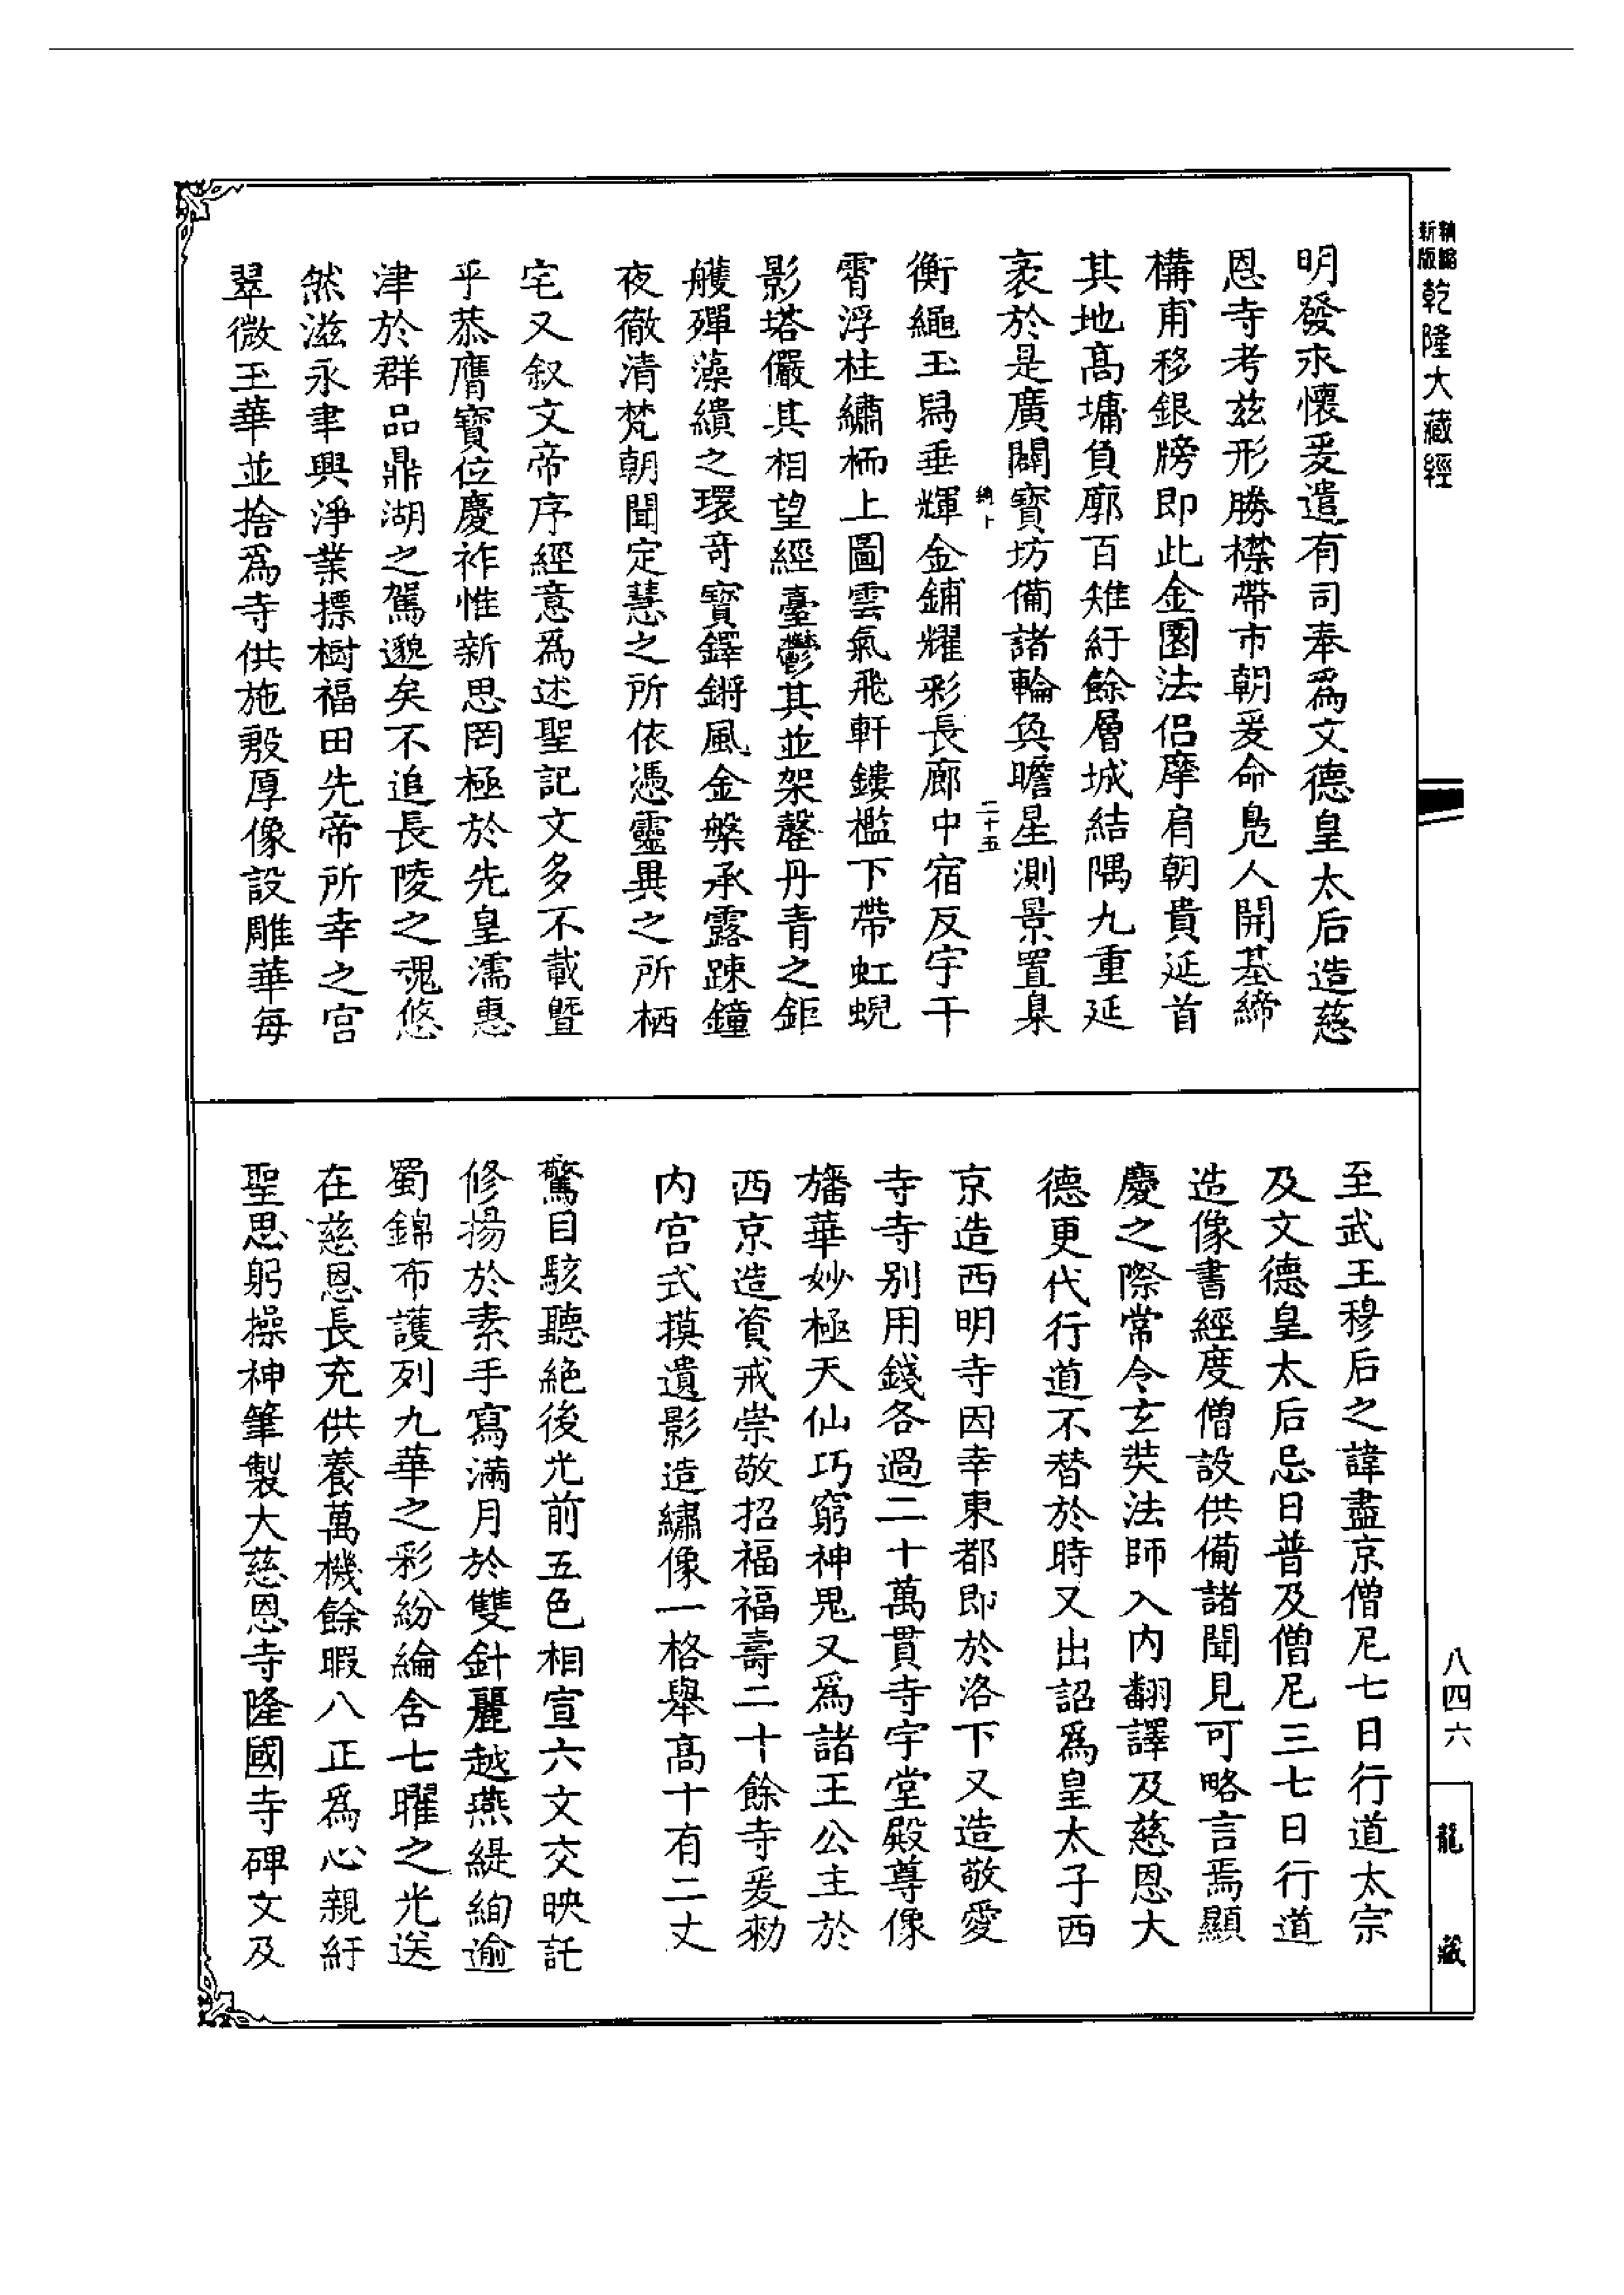 精縮新版乾隆大藏經
明發永懷爰遣有司奉爲文德皇太后造慈
恩寺考茲形勝襟帶市朝爰命鳧人開基締
構甫移銀牓即此金園法侶摩肩朝貴延首
其地髙墉負廓百雉紆餘層城結隅九重延
袤於是廣闢寶坊備諸輪奐瞻星測景置臬
二十五
衡繩玉舄垂輝金鋪耀彩長廊中宿反宇干
霄浮柱繡栭上圖雲氣飛軒鏤檻下帶虹蜺
影塔儼其相望經臺鬱其並架罄丹青之鉅
艧殫藻繢之環奇寶鐸鏘風金槃承露踈鐘
夜徹清梵朝聞定慧之所依憑靈異之所栖
宅又叙文帝序經意爲述聖記文多不載暨
乎恭膺寶位慶祚惟新思罔極於先皇濡惠
津於群品鼎湖之駕邈矣不追長陵之魂悠
然滋永聿興淨業摽樹福田先帝所幸之宮
翠微玉華並捨爲寺供施殷厚像設雕華每
至武王穆后之諱盡京僧尼七日行道太宗
及文德皇太后忌日普及僧尼三七日行道
造像書經度僧設供備諸聞見可略言焉顯
慶之際常令玄奘法師入内翻譯及慈恩大
德更代行道不替於時又出詔爲皇太子西
京造西明寺因幸東都即於洛下又造敬愛
寺寺别用錢各過二十萬貫寺宇堂殿尊像
旛華妙極天仙巧窮神鬼又爲諸王公主於
西京造資戒崇敬招福福壽二十餘寺爰勑
内宫式摸遺影造繡像一格舉髙十有二丈
驚目駭聽絶後光前五色相宣六文交映託
修揚於素手寫滿月於雙針麗越燕緹絢逾
蜀錦布護列九華之彩紛綸含七曜之光送
在慈恩長充供養萬機餘暇八正爲心親紆
聖思躬操神筆製大慈恩寺隆國寺碑文及
八四六
龍藏